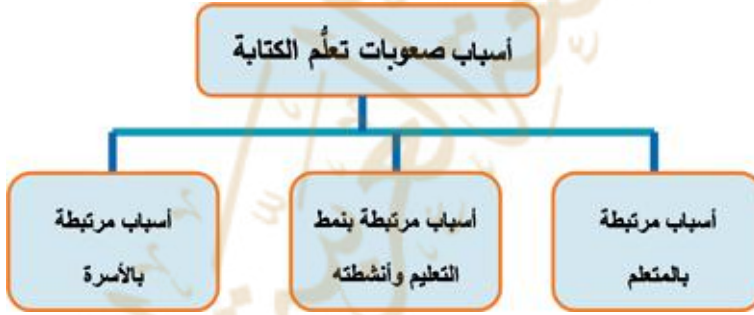 أسباب صعوبات تعلُّم الكتابة
أسباب مرتبطة
بالمتعلم
أسباب مرتبطة بنمط
التعليم وأنشطته
أسباب مرتبطة
بالأسرة